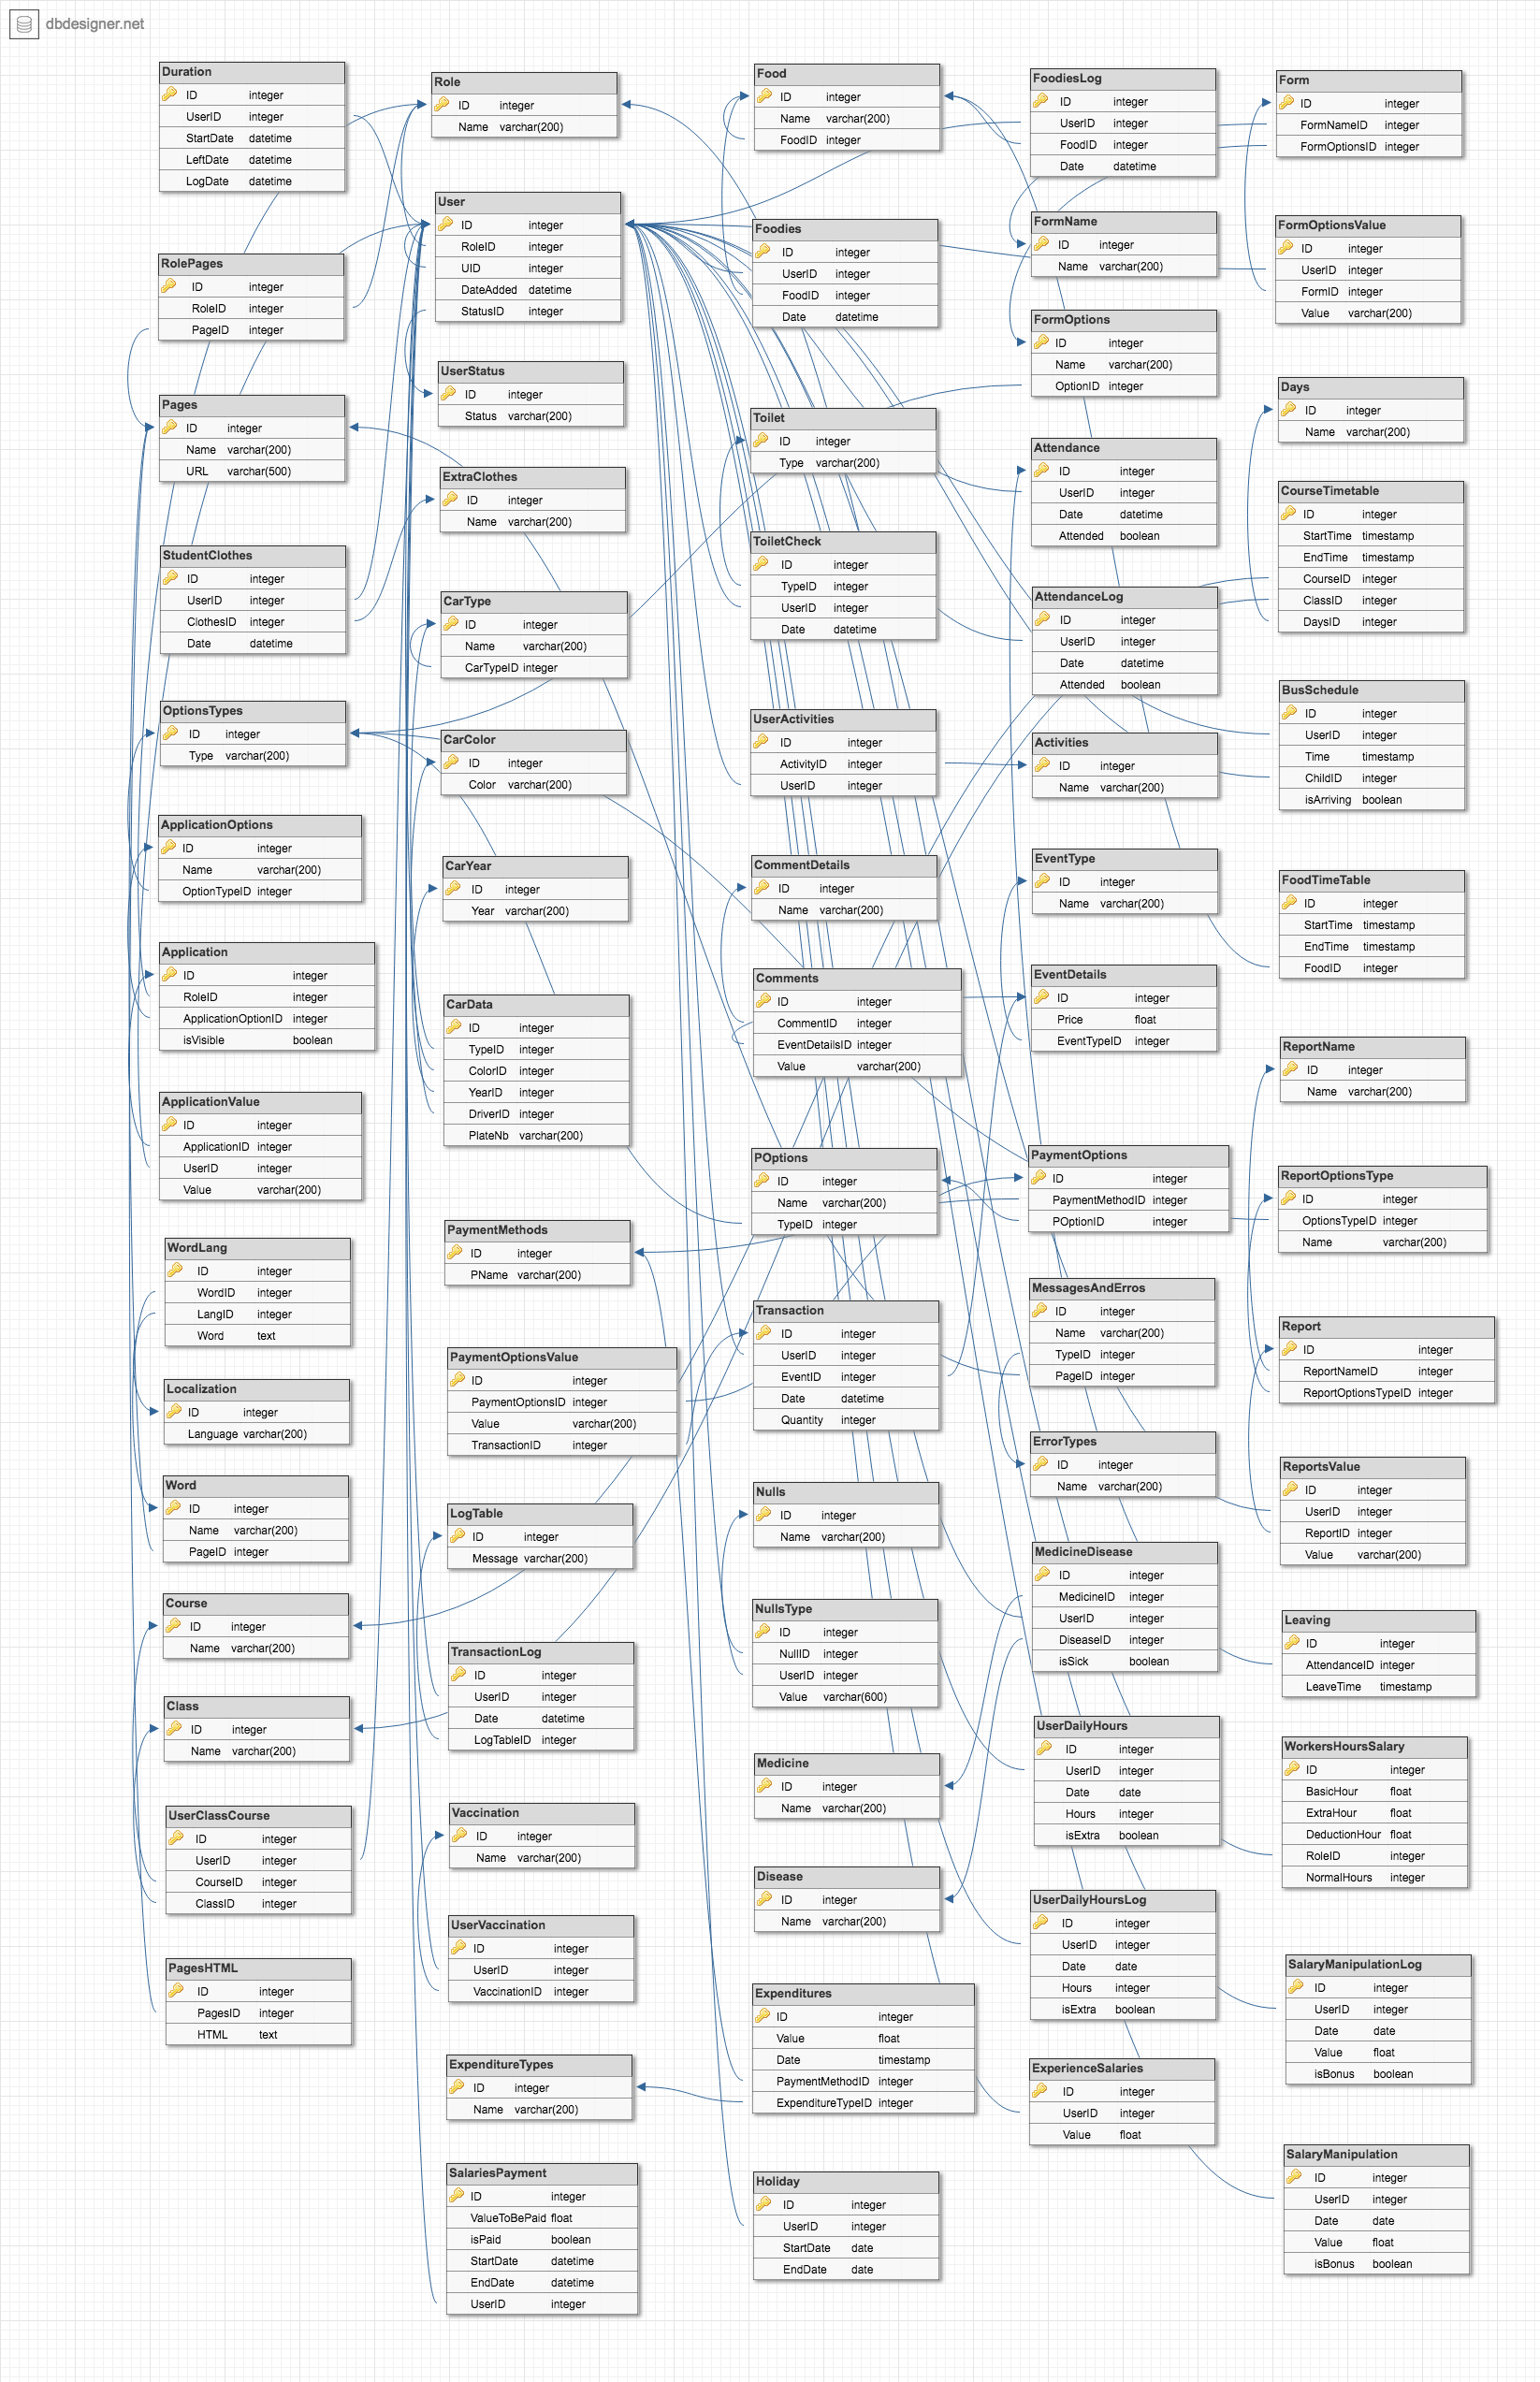 dbdesigner.net
Duration
ID integer
UserID integer
StartDate datetime
LeftDate datetime
LogDate datetime
RolePages
ID integer
RoleID integer
PageID integer
Pages
ID integer
Name varchar(200)
URL varchar(500)
StudentClothes
ID integer
UserID integer
ClothesID integer
Date datetime
OptionsTypes
ID integer
Type varchar(200)
ApplicationOptions
ID integer
Name varchar(200)
OptionTypeID integer
Application
ID integer
RoleID integer
ApplicationOptionID integer
isVisible boolean
ApplicationValue
ID integer
ApplicationID integer
UserID integer
Value varchar(200)
WordLang
ID integer
WordID integer
LangID integer
Word text
Localization
ID integer
Language varchar(200)
Word
ID integer
Name varchar(200)
PageID integer
Course
ID integer
Name varchar(200)
Class
ID integer
Name varchar(200)
UserClassCourse
ID integer
UserID integer
CourseID integer
ClassID integer
PagesHTML
ID integer
PagesID integer
HTML text
Role
ID integer
Name varchar(200)
User
ID integer
RoleID integer
UID integer
DateAdded datetime
StatusID integer
UserStatus
ID integer
Status varchar(200)
ExtraClothes
ID integer
Name varchar(200)
CarType
ID integer
Name varchar(200)
CarTypeID integer
CarColor
ID integer
Color varchar(200)
CarYear
ID integer
Year varchar(200)
CarData
ID integer
TypeID integer
ColorID integer
YearID integer
DriverID integer
PlateNb varchar(200)
PaymentMethods
ID integer
PName varchar(200)
PaymentOptionsValue
ID integer
PaymentOptionsID integer
Value varchar(200)
TransactionID integer
LogTable
ID integer
Message varchar(200)
TransactionLog
ID integer
UserID integer
Date datetime
LogTableID integer
Vaccination
ID integer
Name varchar(200)
UserVaccination
ID integer
UserID integer
VaccinationID integer
ExpenditureTypes
ID integer
Name varchar(200)
SalariesPayment
ID integer
ValueToBePaid float
isPaid boolean
StartDate datetime
EndDate datetime
UserID integer
Food
ID integer
Name varchar(200)
FoodID integer
Foodies
ID integer
UserID integer
FoodID integer
Date datetime
Toilet
ID integer
Type varchar(200)
ToiletCheck
ID integer
TypeID integer
UserID integer
Date datetime
UserActivities
ID integer
ActivityID integer
UserID integer
CommentDetails
ID integer
Name varchar(200)
Comments
ID integer
CommentID integer
EventDetailsID integer
Value varchar(200)
POptions
ID integer
Name varchar(200)
TypeID integer
Transaction
ID integer
UserID integer
EventID integer
Date datetime
Quantity integer
Nulls
ID integer
Name varchar(200)
NullsType
ID integer
NullID integer
UserID integer
Value varchar(600)
Medicine
ID integer
Name varchar(200)
Disease
ID integer
Name varchar(200)
Expenditures
ID integer
Value float
Date timestamp
PaymentMethodID integer
ExpenditureTypeID integer
Holiday
ID integer
UserID integer
StartDate date
EndDate date
FoodiesLog
ID integer
UserID integer
FoodID integer
Date datetime
FormName
ID integer
Name varchar(200)
FormOptions
ID integer
Name varchar(200)
OptionID integer
Attendance
ID integer
UserID integer
Date datetime
Attended boolean
AttendanceLog
ID integer
UserID integer
Date datetime
Attended boolean
Activities
ID integer
Name varchar(200)
EventType
ID integer
Name varchar(200)
EventDetails
ID integer
Price float
EventTypeID integer
PaymentOptions
ID integer
PaymentMethodID integer
POptionID integer
MessagesAndErros
ID integer
Name varchar(200)
TypeID integer
PageID integer
ErrorTypes
ID integer
Name varchar(200)
MedicineDisease
ID integer
MedicineID integer
UserID integer
DiseaseID integer
isSick boolean
UserDailyHours
ID integer
UserID integer
Date date
Hours integer
isExtra boolean
UserDailyHoursLog
ID integer
UserID integer
Date date
Hours integer
isExtra boolean
ExperienceSalaries
ID integer
UserID integer
Value float
Form
ID integer
FormNameID integer
FormOptionsID integer
FormOptionsValue
ID integer
UserID integer
FormID integer
Value varchar(200)
Days
ID integer
Name varchar(200)
CourseTimetable
ID integer
StartTime timestamp
EndTime timestamp
CourseID integer
ClassID integer
DaysID integer
BusSchedule
ID integer
UserID integer
Time timestamp
ChildID integer
isArriving boolean
FoodTimeTable
ID integer
StartTime timestamp
EndTime timestamp
FoodID integer
ReportName
ID integer
Name varchar(200)
ReportOptionsType
ID integer
OptionsTypeID integer
Name varchar(200)
Report
ID integer
ReportNameID integer
ReportOptionsTypeID integer
ReportsValue
ID integer
UserID integer
ReportID integer
Value varchar(200)
Leaving
ID integer
AttendanceID integer
LeaveTime timestamp
WorkersHoursSalary
ID integer
BasicHour float
ExtraHour float
DeductionHour float
RoleID integer
NormalHours integer
SalaryManipulationLog
ID integer
UserID integer
Date date
Value float
isBonus boolean
SalaryManipulation
ID integer
UserID integer
Date date
Value float
isBonus boolean